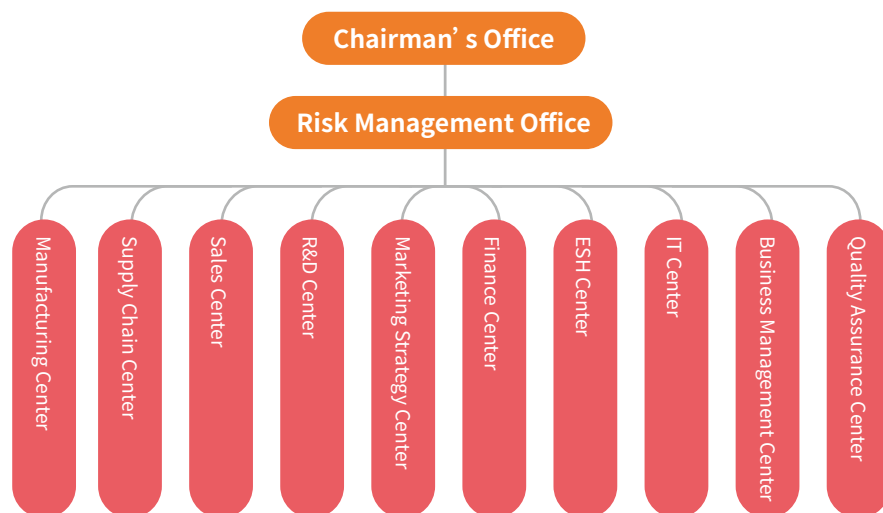 Chairman’s Office
Risk Management Office
Manufacturing Center
Supply Chain Center
Sales Center
R&D Center
Marketing Strategy Center
Finance Center
ESH Center
IT Center
Business Management Center
Quality Assurance Center